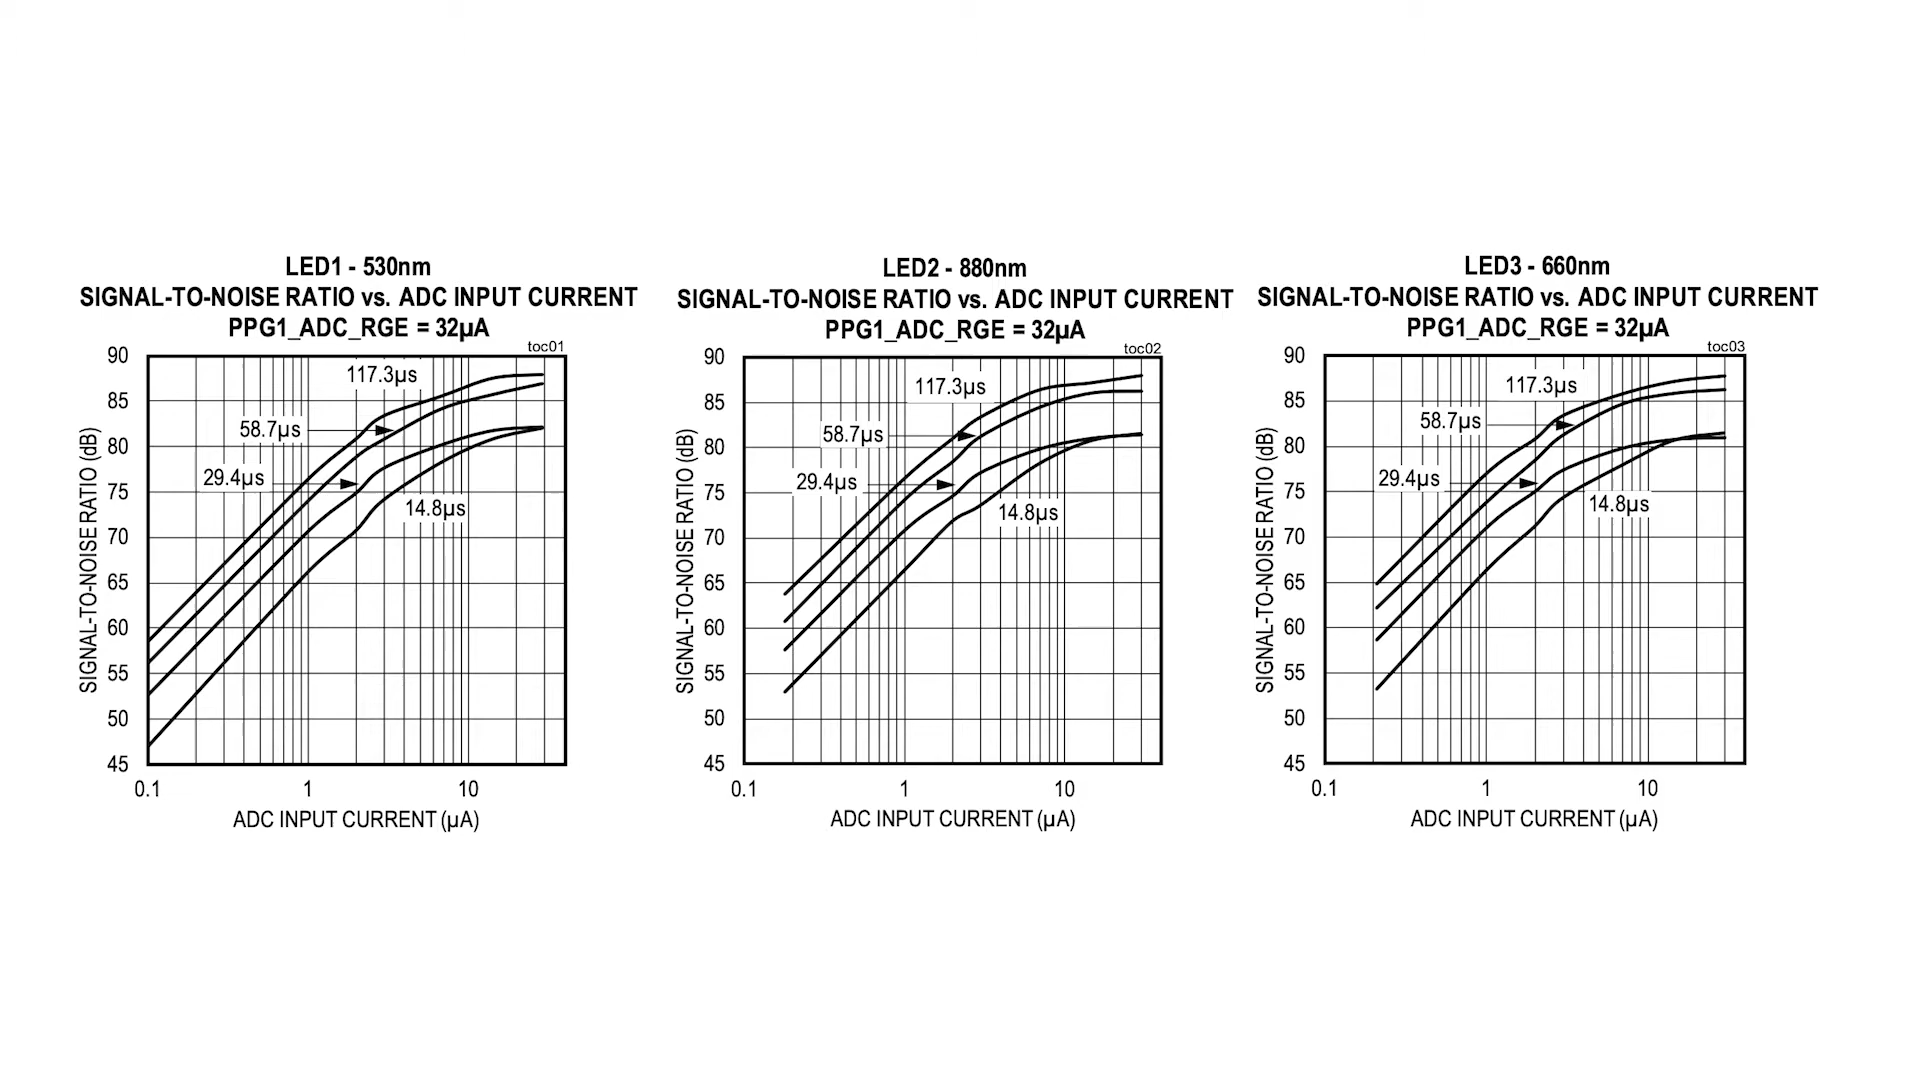 LED1 - 530nm
SIGNAL-TO-NOISE RATIO vs. ADC INPUT CURRENT
PPG1_ADC_RGE = 32µA
toc01
90
85
80
75
70
65
60
55
50
45
SIGNAL-TO-NOISE RATIO (dB)
117.3µs
58.7µs
29.4µs
14.8µs
0.1
1
10
ADC INPUT CURRENT (µA)
LED2 - 880nm
SIGNAL-TO-NOISE RATIO vs. ADC INPUT CURRENT
PPG1_ADC_RGE = 32µA
toc02
90
85
80
75
70
65
60
55
50
45
SIGNAL-TO-NOISE RATIO (dB)
117.3µs
58.7µs
29.4µs
14.8µs
0.1
1
10
ADC INPUT CURRENT (µA)
LED3 - 660nm
SIGNAL-TO-NOISE RATIO vs. ADC INPUT CURRENT
PPG1_ADC_RGE = 32µA
toc03
90
85
80
75
70
65
60
55
50
45
SIGNAL-TO-NOISE RATIO (dB)
117.3µs
58.7µs
29.4µs
14.8µs
0.1
1
10
ADC INPUT CURRENT (µA)